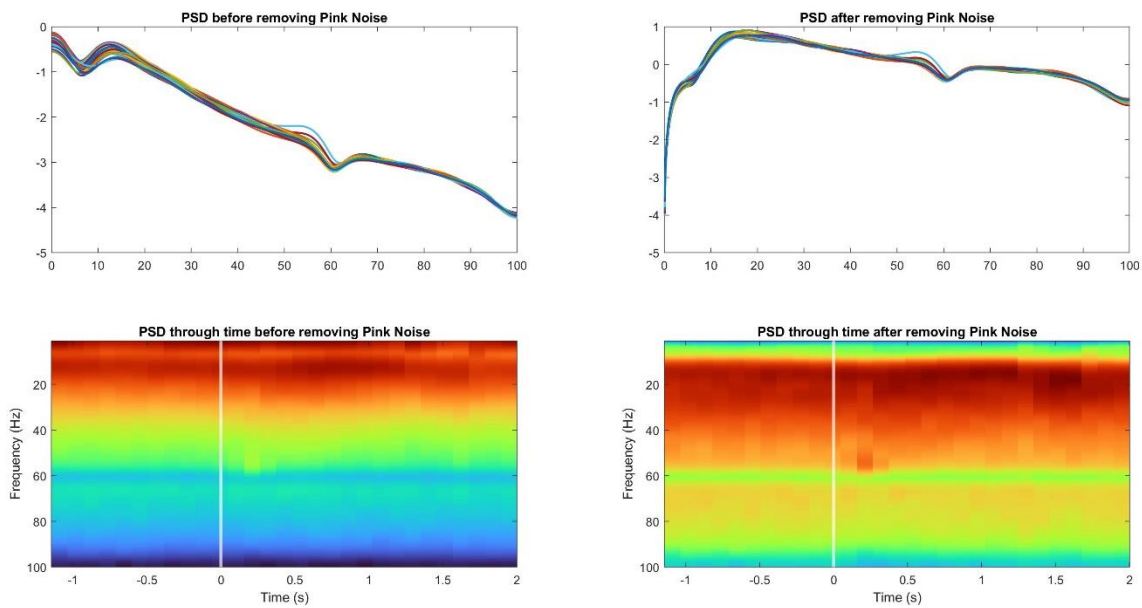 PSD before removing Pink Noise
0
-1
-2
-3
-4
-5
0 10 20 30 40 50 60 70 80 90 100
PSD after removing Pink Noise
1
0
-1
-2
-3
-4
-5
0 10 20 30 40 50 60 70 80 90 100
PSD through time before removing Pink Noise
Frequency (Hz)
20
40
60
80
100
-1 -0.5 0 0.5 1 1.5 2
Time (s)
PSD through time after removing Pink Noise
Frequency (Hz)
20
40
60
80
100
-1 -0.5 0 0.5 1 1.5 2
Time (s)